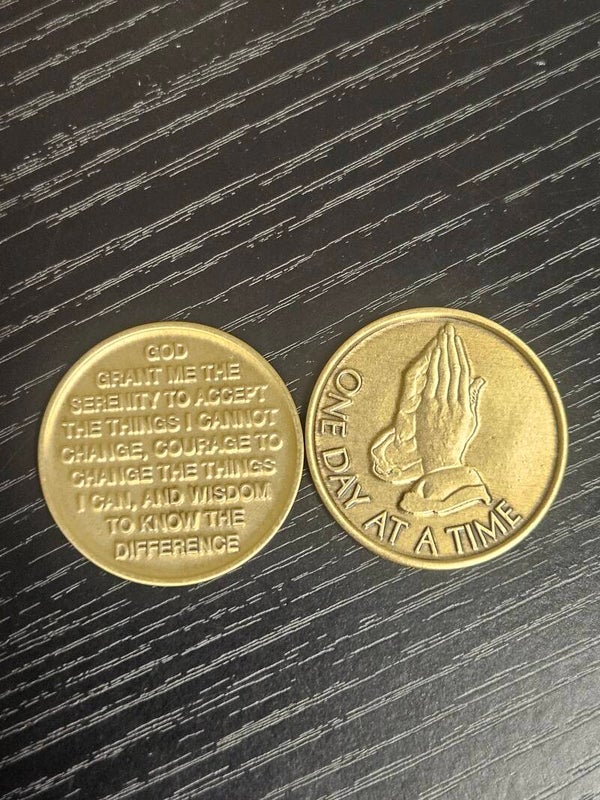 GOD
GRANT ME THE
SERENITY TO ACCEPT
THE THINGS I CANNOT
CHANGE, COURAGE TO
CHANGE THE THINGS
I CAN, AND WISDOM
TO KNOW THE
DIFFERENCE
ONE DAY AT A TIME